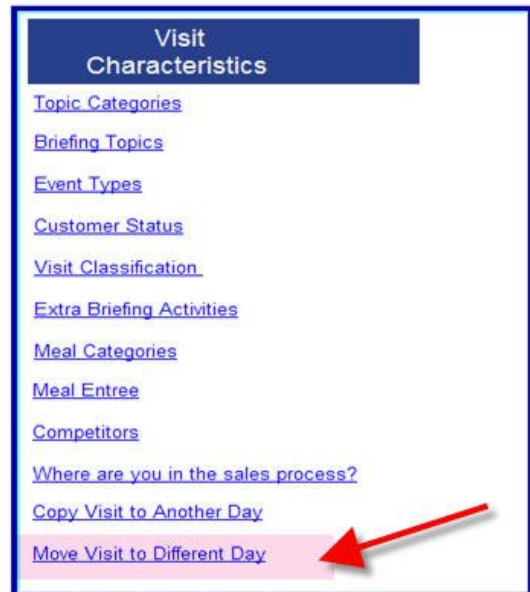 Visit
Characteristics
Topic Categories
Briefing Topics
Event Types
Customer Status
Visit Classification
Extra Briefing Activities
Meal Categories
Meal Entree
Competitors
Where are you in the sales process?
Copy Visit to Another Day
Move Visit to Different Day